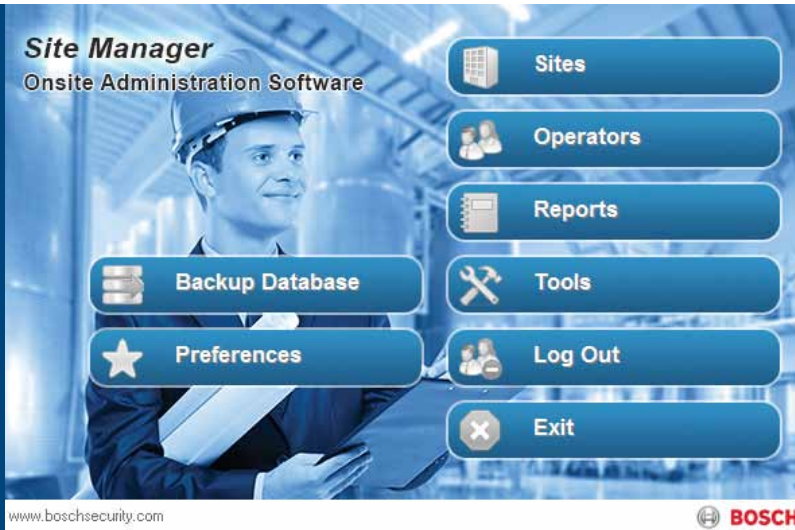 Site Manager
Onsite Administration Software
Sites
Operators
Reports
Backup Database
Tools
Preferences
Log Out
Exit
www.boschsecurity.com
BOSCH